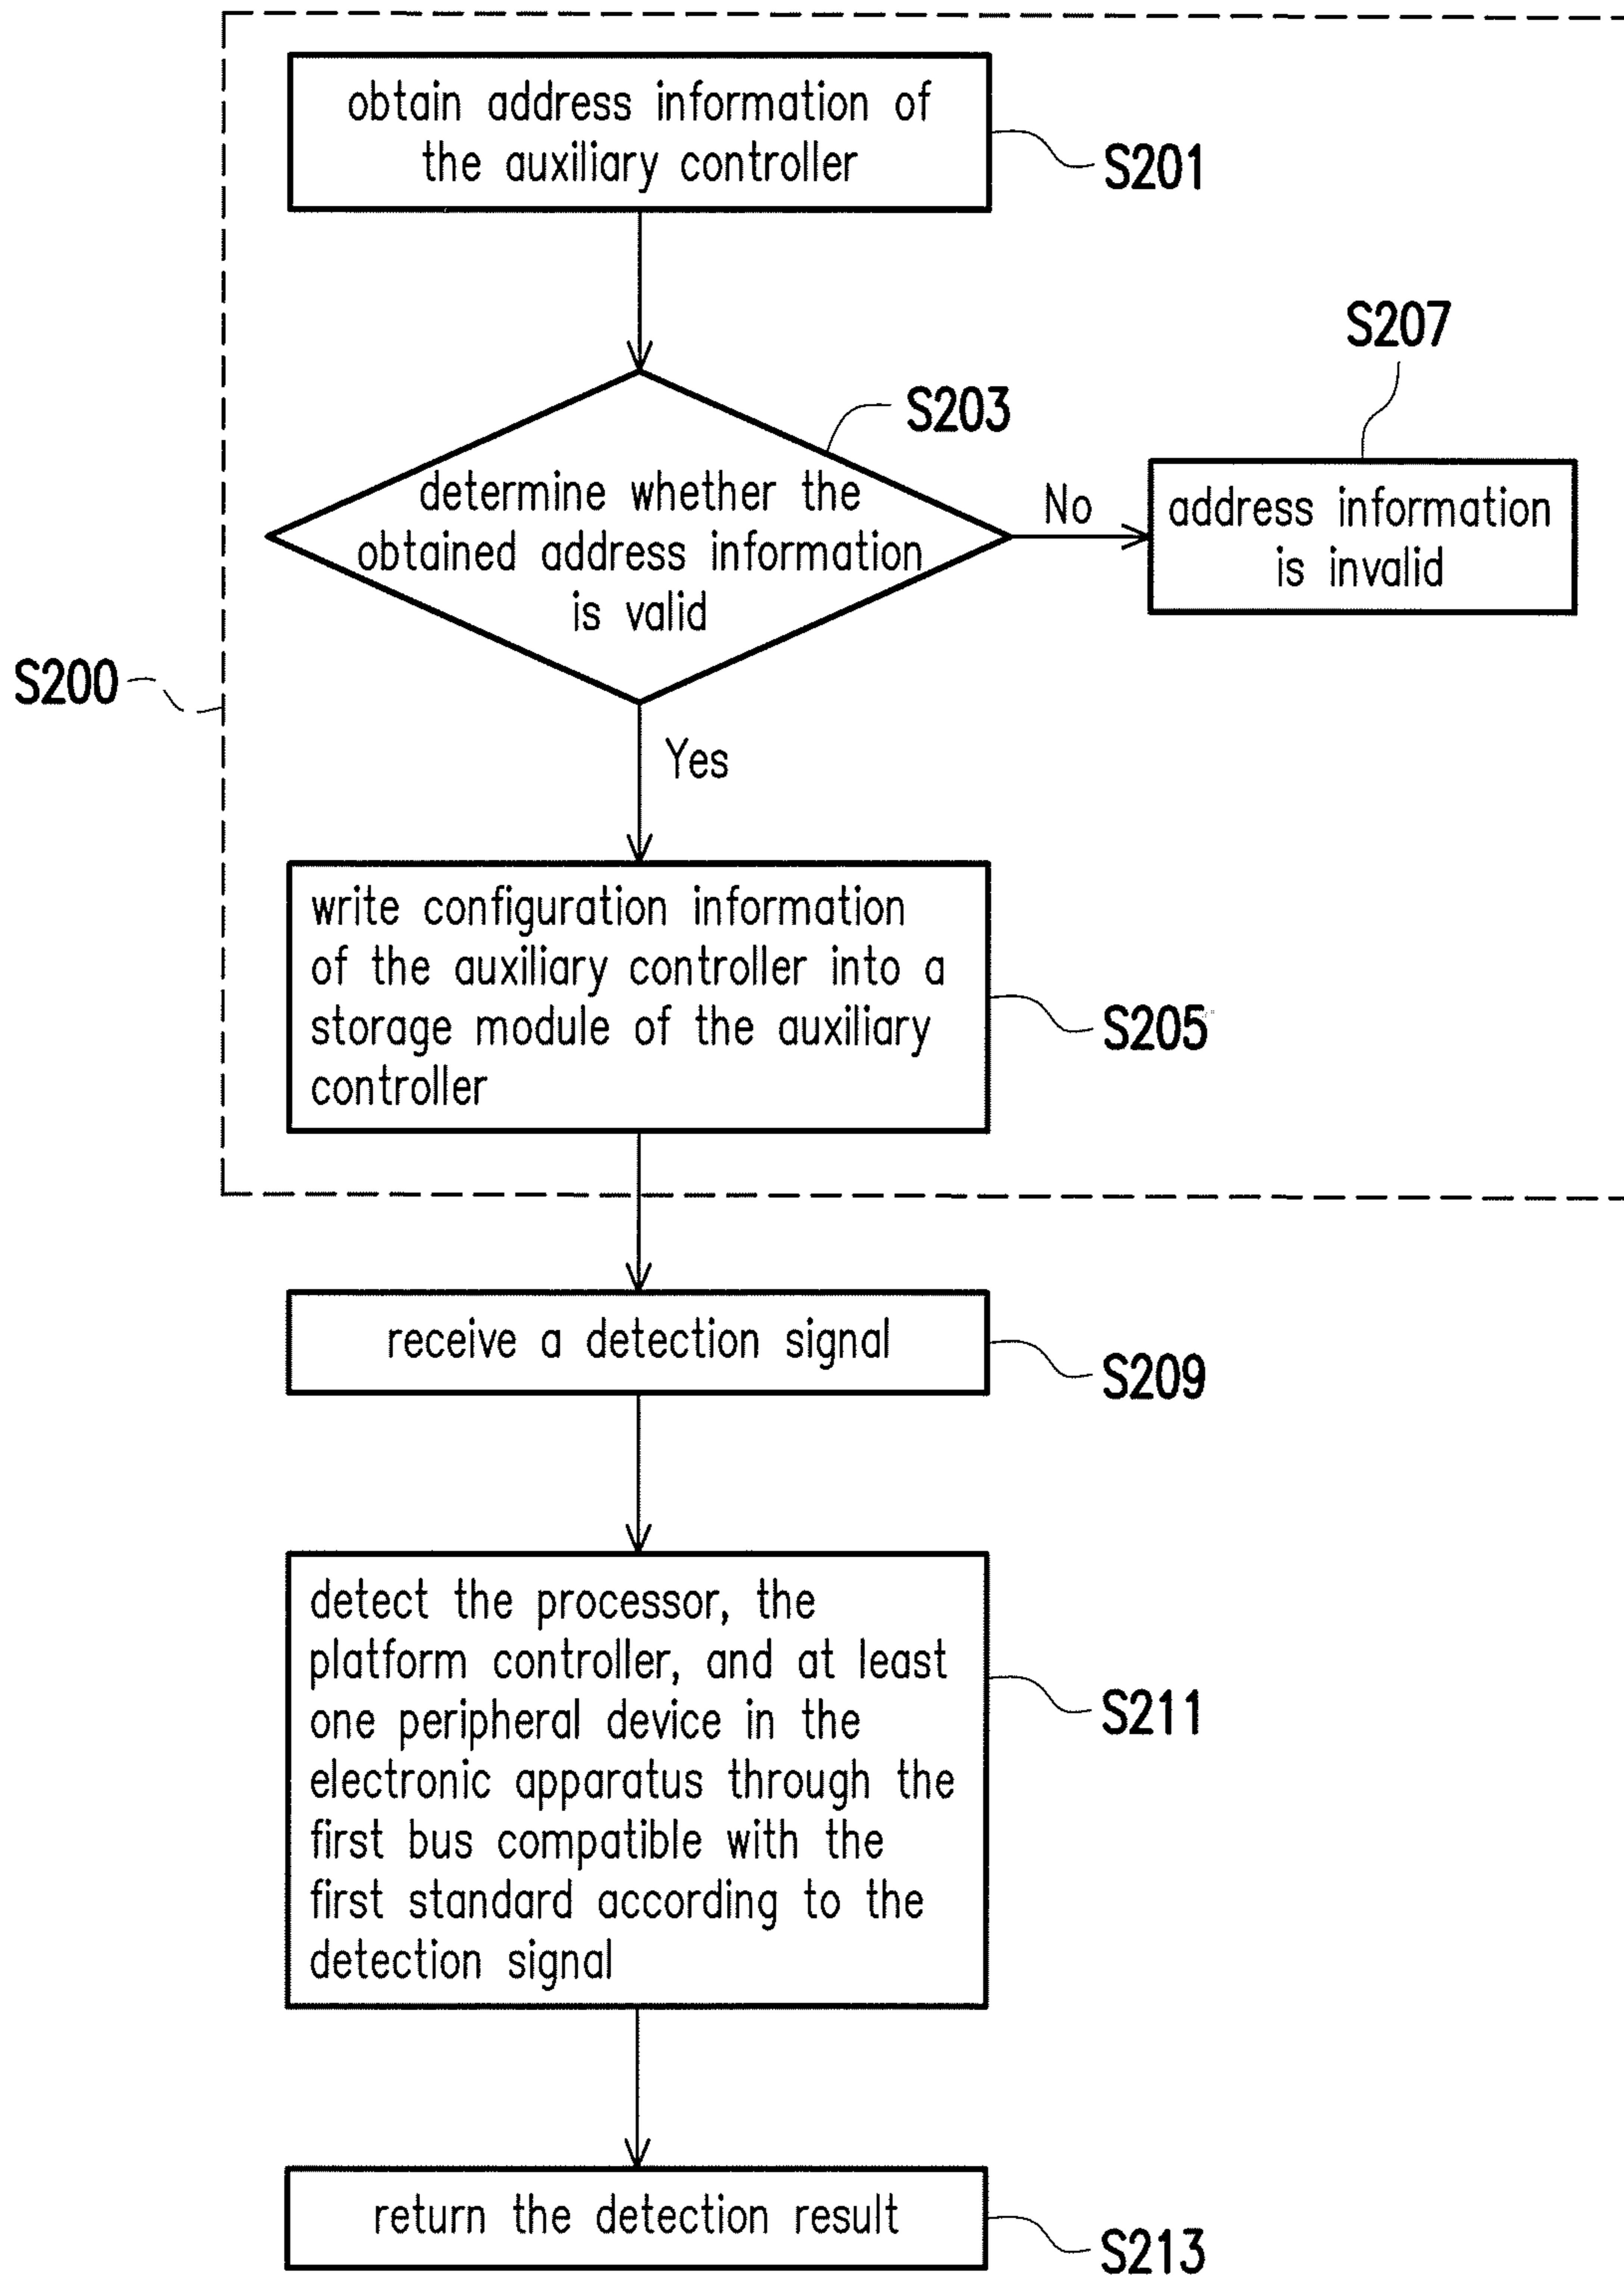 obtain address information of
the auxiliary controller
S201
S207
S203
determine whether the
obtained address information
is valid
No
address information
is invalid
S200
Yes
write configuration information
of the auxiliary controller into a
storage module of the auxiliary
controller
S205
receive a detection signal
S209
detect the processor, the
platform controller, and at least
one peripheral device in the
electronic apparatus through the
first bus compatible with the
first standard according to the
detection signal
S211
return the detection result
S213